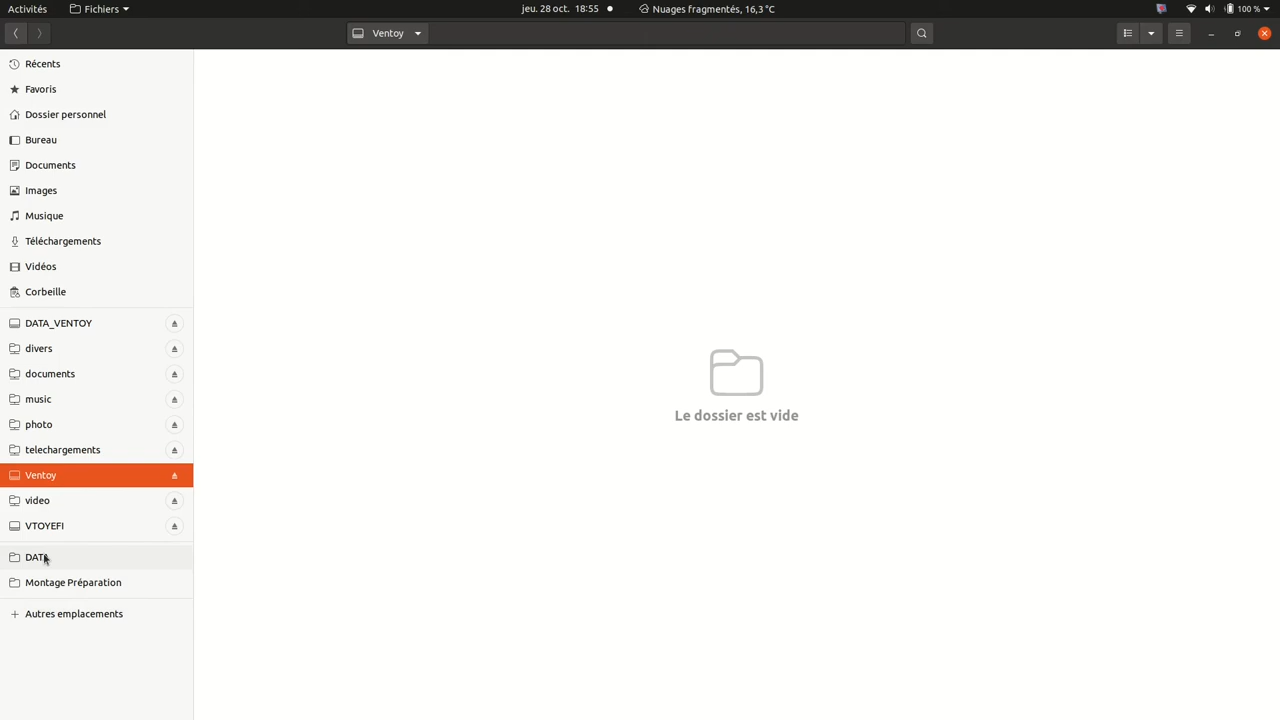 Activités
Fichiers
jeu. 28 oct. 18:55
Nuages fragmentés, 16,3 °C
100 %
Ventoy
Récents
Favoris
Dossier personnel
Bureau
Documents
Images
Musique
Téléchargements
Vidéos
Corbeille
DATA_VENTOY
divers
documents
music
photo
telechargements
Ventoy
video
VTOYEFI
DATA
Montage Préparation
Autres emplacements
Le dossier est vide